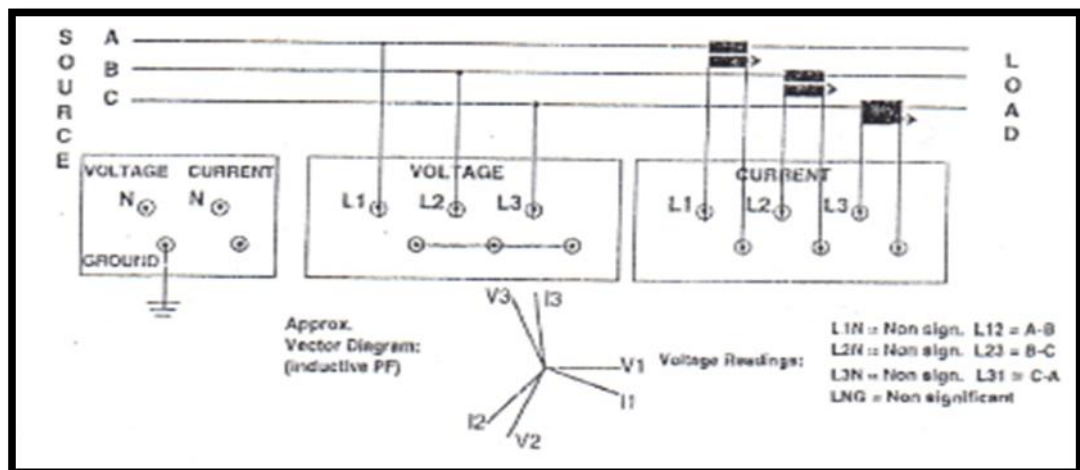 SOURCE
A
B
C
LOAD
VOLTAGE CURRENT
N N
GROUND
VOLTAGE
L1 L2 L3
CURRENT
L1 L2 L3
Approx.
Vector Diagram:
(inductive PF)
V3 I3
V1
I1
I2
V2
Voltage Readings:
L1N = Non sign. L12 = A-B
L2N = Non sign. L23 = B-C
L3N = Non sign. L31 = C-A
LNG = Non significant